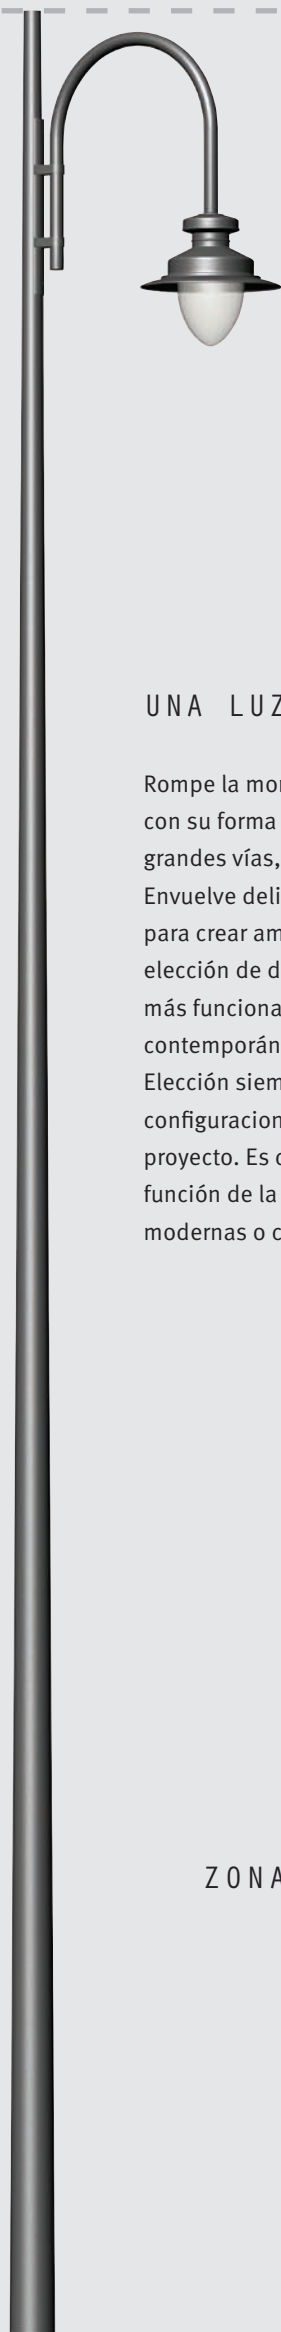 UNA LUZ
Rompe la mon
con su forma
grandes vías,
Envuelve deli
para crear am
elección de d
más funciona
contemporán
Elección siem
configuracion
proyecto. Es c
función de la
modernas o c
ZONA